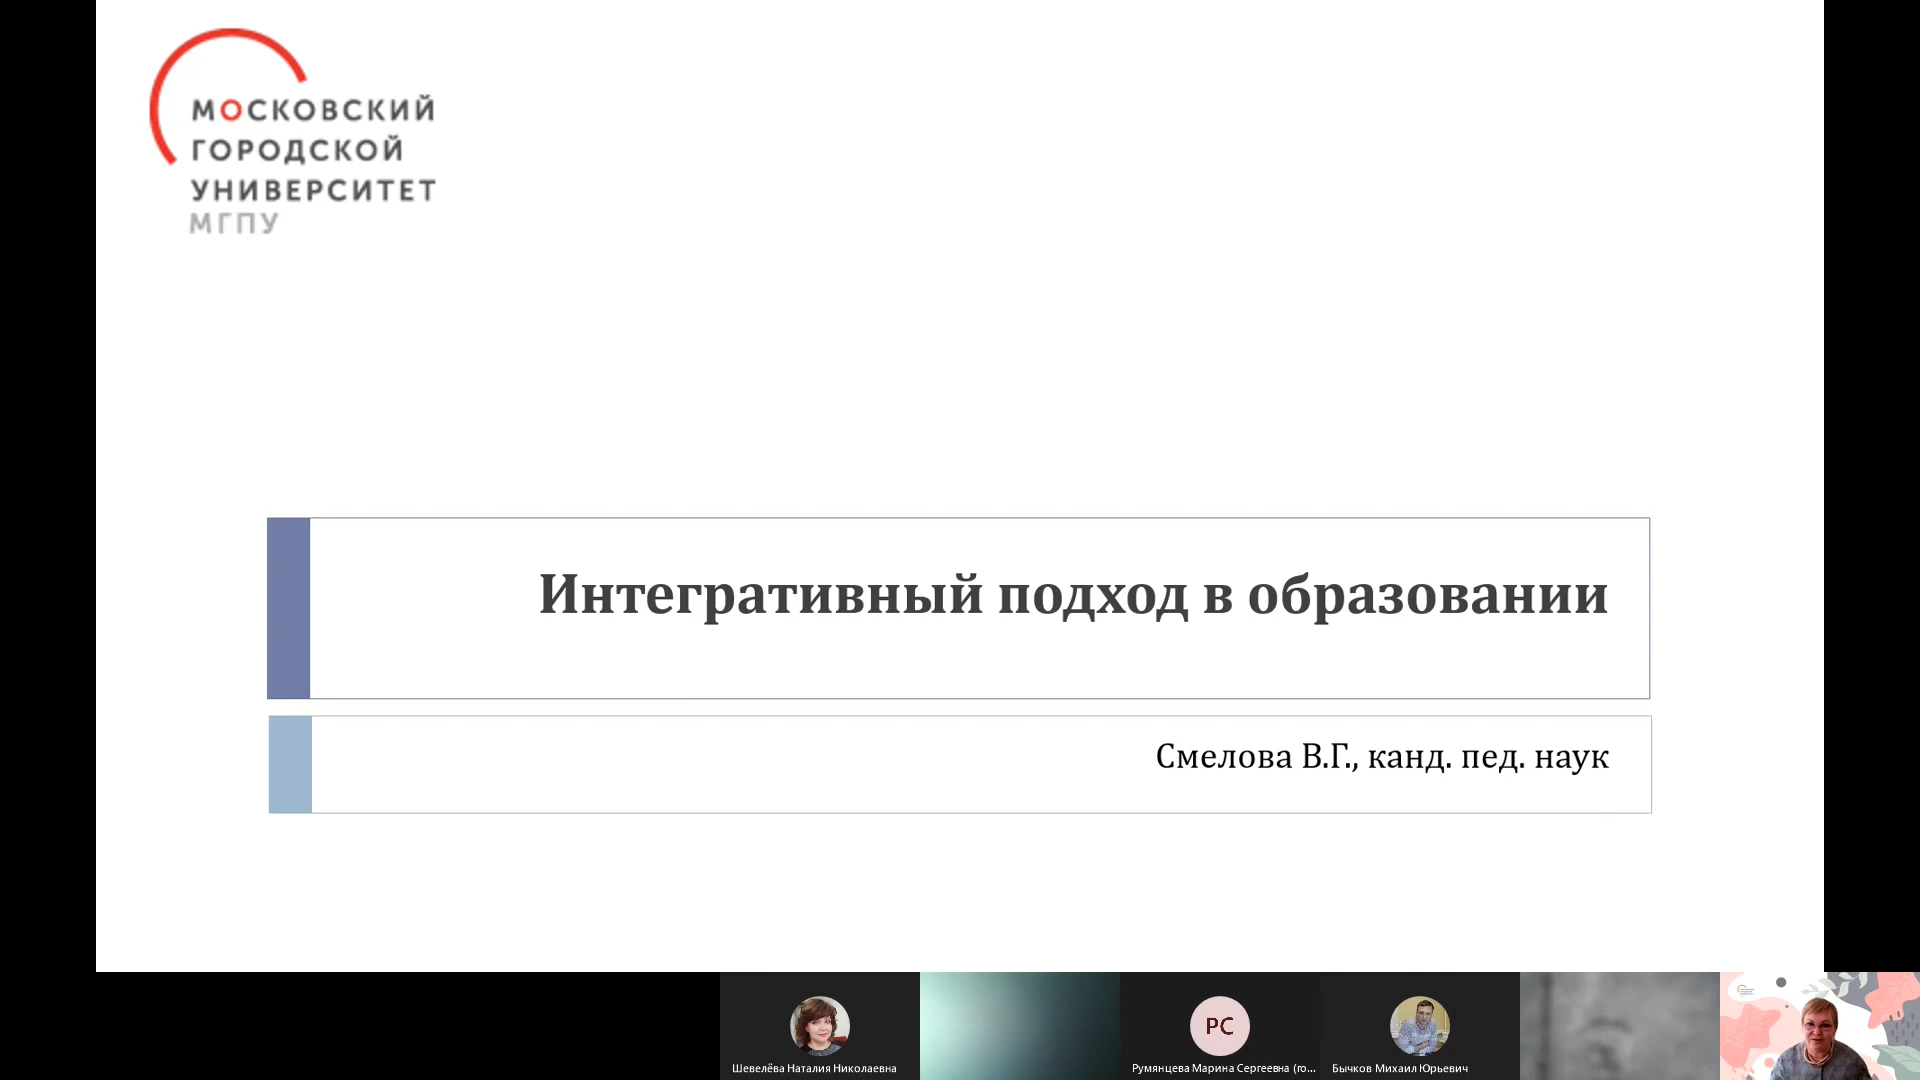 МОСКОВСКИЙ
ГОРОДСКОЙ
УНИВЕРСИТЕТ
МГПУ
Интегративный подход в образовании
Смелова В.Г., канд. пед. наук
РС
Шевелёва Наталия Николаевна
Румянцева Марина Сергеевна (го...
Бычков Михаил Юрьевич